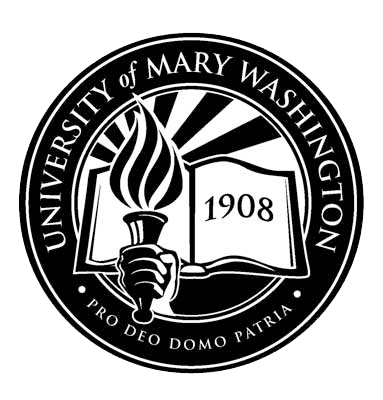 UNIVERSITY of MARY WASHINGTON
1908
• PRO DEO DOMO PATRIA •